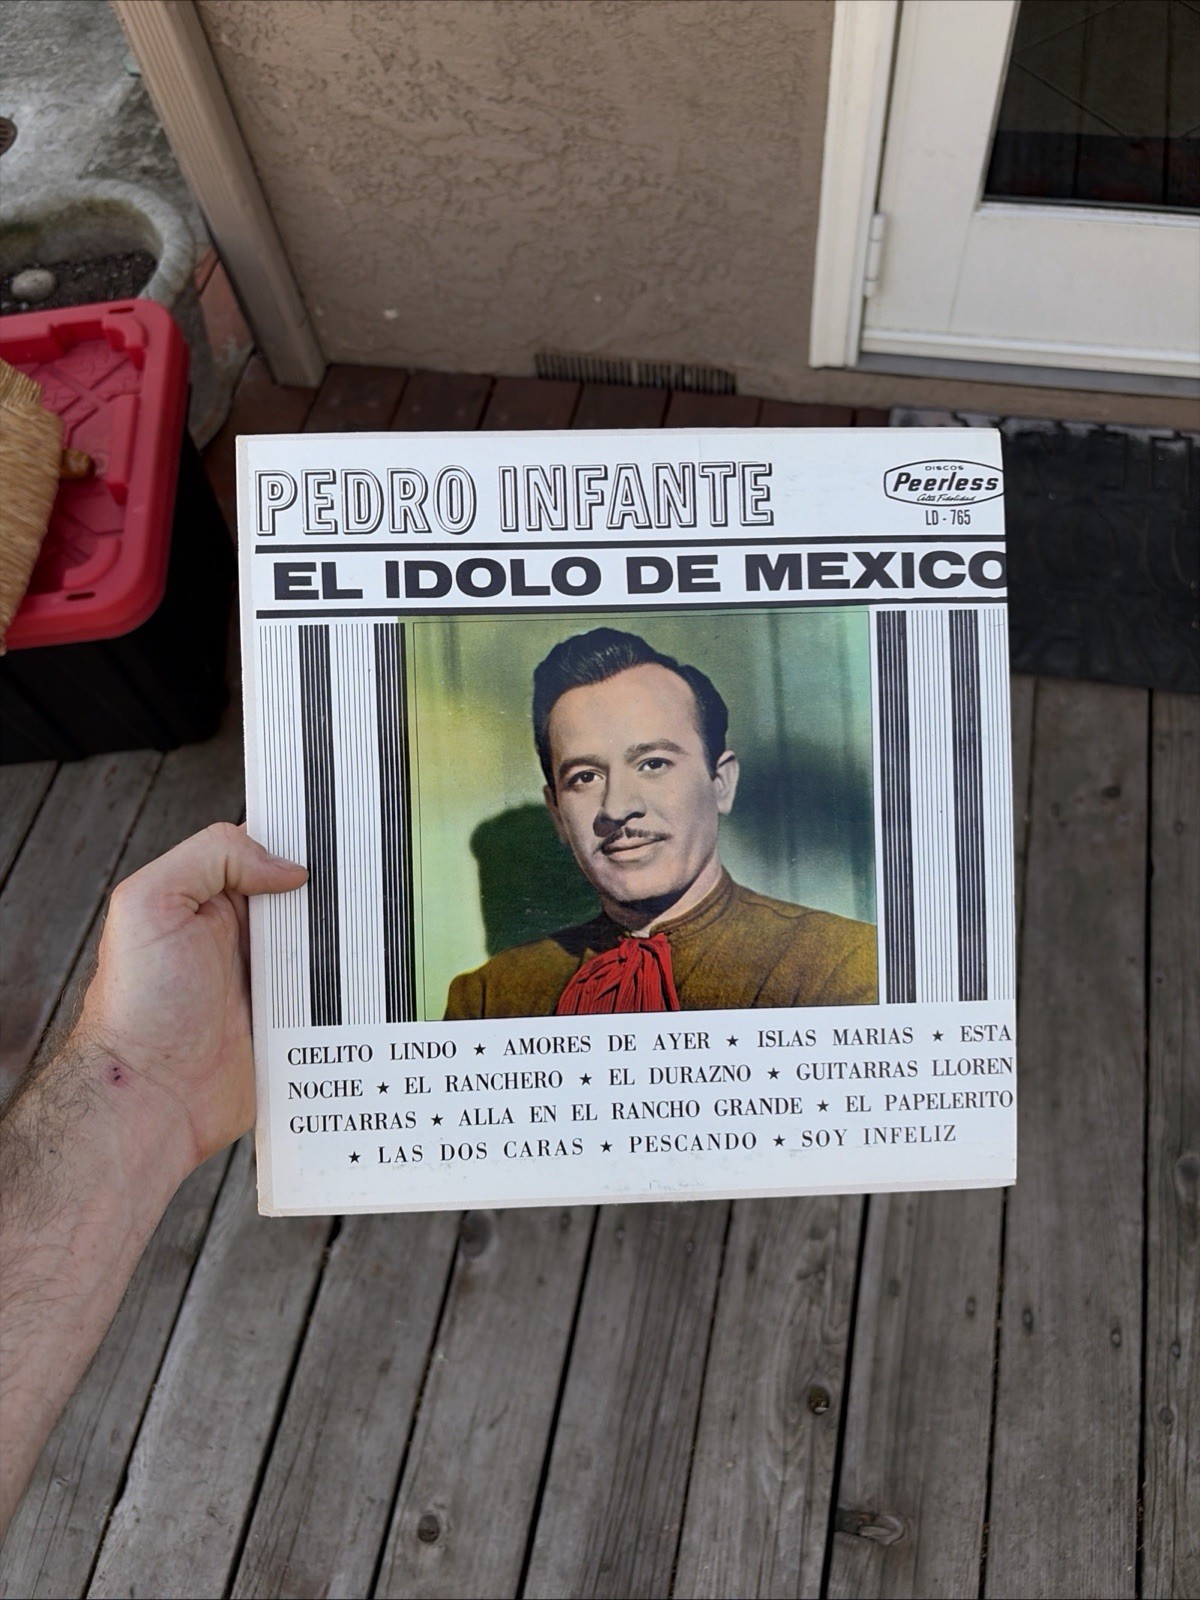 PEDRO INFANTE
DISCOS
Peerless
Alta Fidelidad
LD - 765
EL IDOLO DE MEXICO
CIELITO LINDO ★ AMORES DE AYER ★ ISLAS MARIAS ★ ESTA
NOCHE ★ EL RANCHERO ★ EL DURAZNO ★ GUITARRAS LLOREN
GUITARRAS ★ ALLA EN EL RANCHO GRANDE ★ EL PAPELERITO
★ LAS DOS CARAS ★ PESCANDO ★ SOY INFELIZ